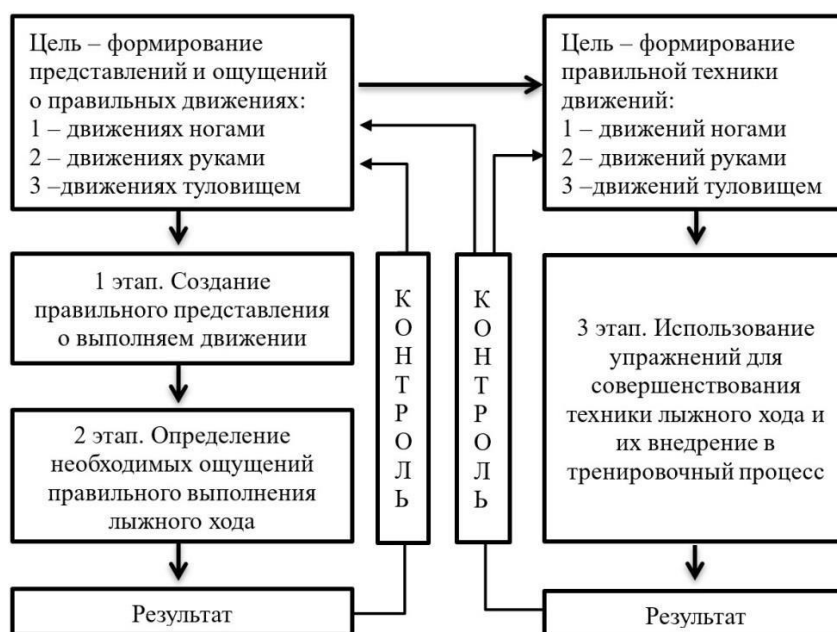 Цель – формирование
представлений и ощущений
о правильных движениях:
1 – движениях ногами
2 – движениях руками
3 –движениях туловищем
1 этап. Создание
правильного представления
о выполняем движении
2 этап. Определение
необходимых ощущений
правильного выполнения
лыжного хода
Результат
КОНТРОЛЬ
КОНТРОЛЬ
Цель – формирование
правильной техники
движений:
1 – движений ногами
2 – движений руками
3 –движений туловищем
3 этап. Использование
упражнений для
совершенствования
техники лыжного хода и
их внедрение в
тренировочный процесс
Результат